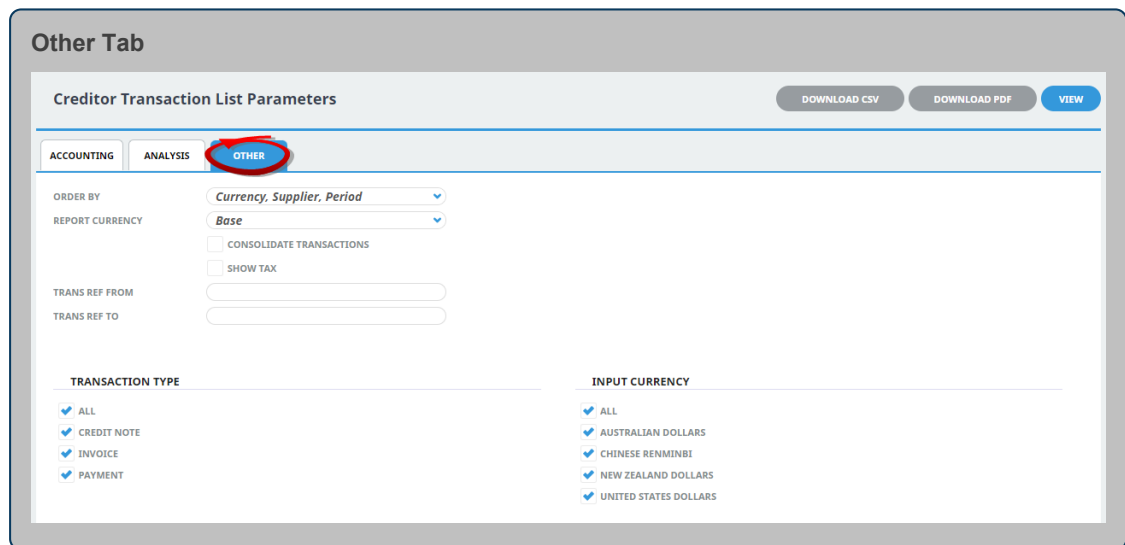 Other Tab
Creditor Transaction List Parameters
DOWNLOAD CSV
DOWNLOAD PDF
VIEW
ACCOUNTING
ANALYSIS
OTHER
ORDER BY
Currency, Supplier, Period
REPORT CURRENCY
Base
CONSOLIDATE TRANSACTIONS
SHOW TAX
TRANS REF FROM
TRANS REF TO
TRANSACTION TYPE
ALL
CREDIT NOTE
INVOICE
PAYMENT
INPUT CURRENCY
ALL
AUSTRALIAN DOLLARS
CHINESE RENMINBI
NEW ZEALAND DOLLARS
UNITED STATES DOLLARS